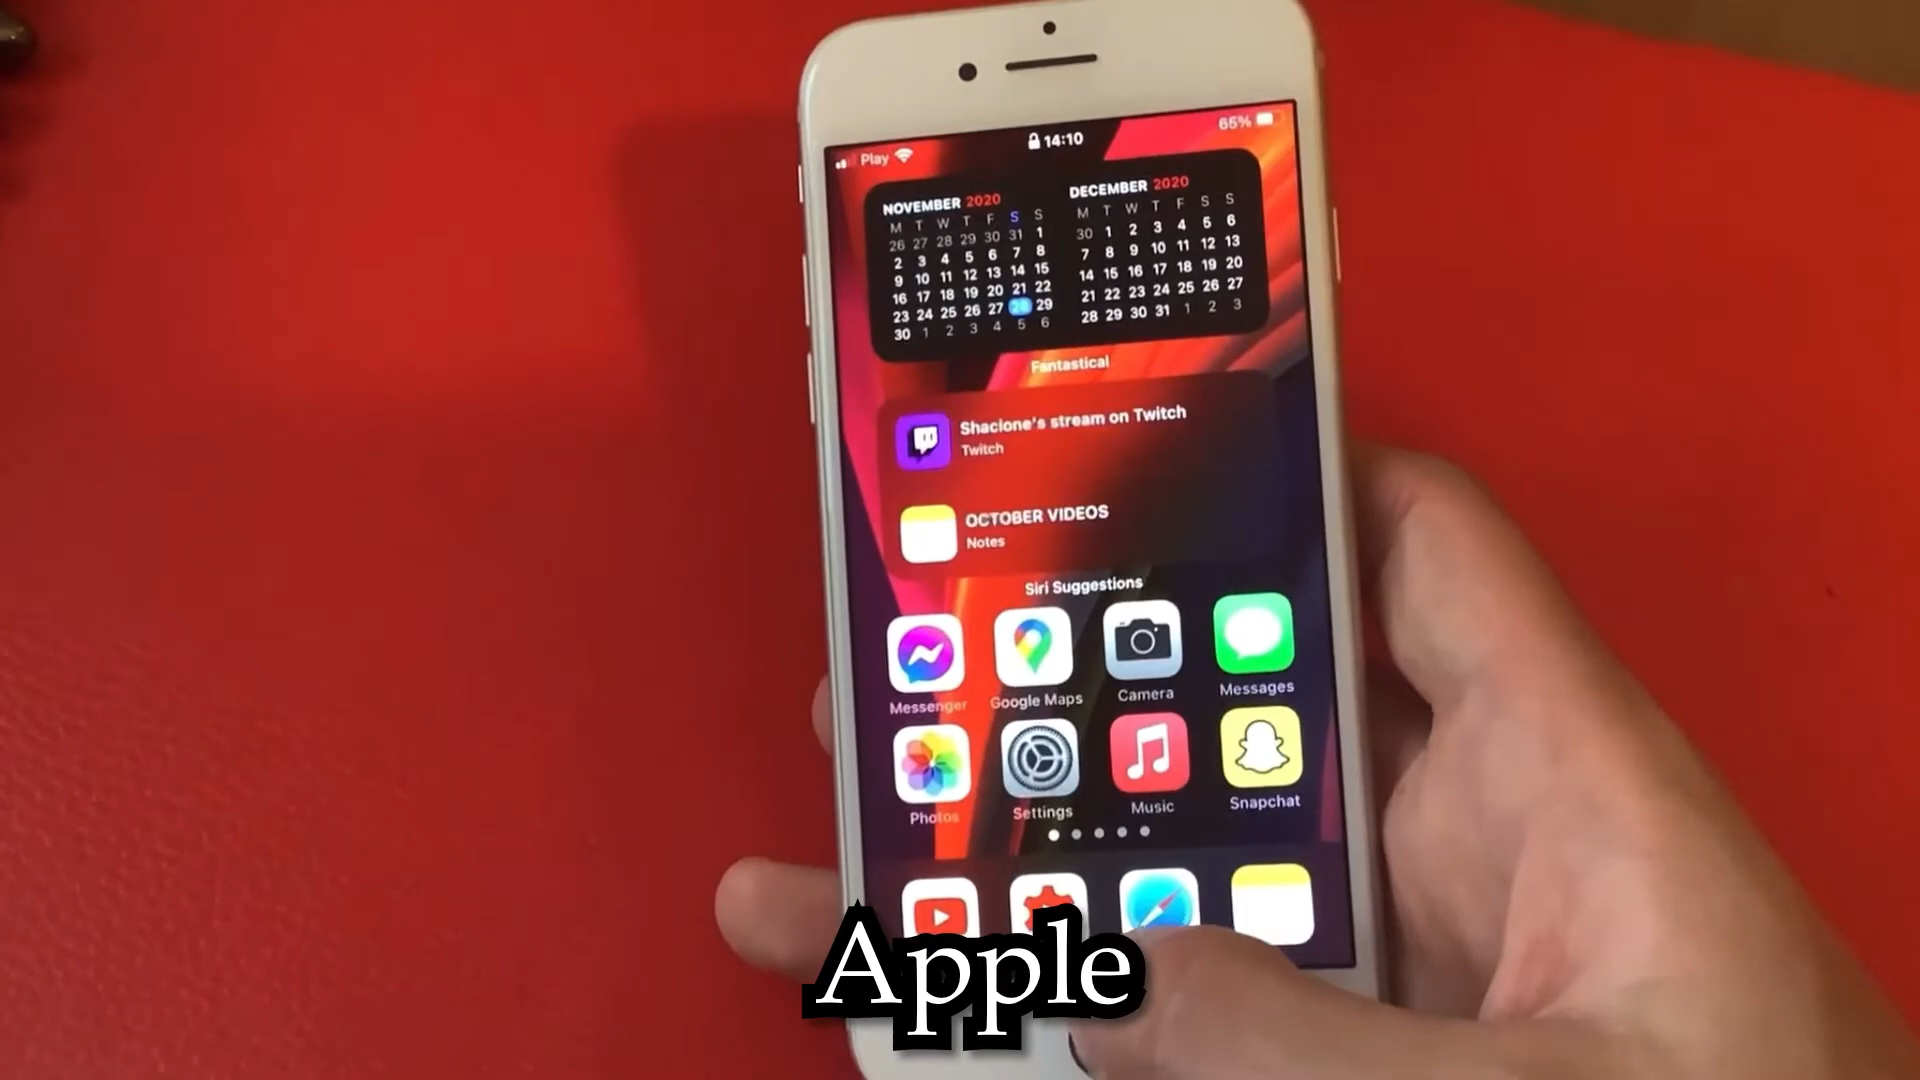 Play 14:10 65%
NOVEMBER 2020
M T W T F S S
26 27 28 29 30 31 1
2 3 4 5 6 7 8
9 10 11 12 13 14 15
16 17 18 19 20 21 22
23 24 25 26 27 28 29
30 1 2 3 4 5 6
DECEMBER 2020
M T W T F S S
30 1 2 3 4 5 6
7 8 9 10 11 12 13
14 15 16 17 18 19 20
21 22 23 24 25 26 27
28 29 30 31 1 2 3
Fantastical
Shacione's stream on Twitch
Twitch
OCTOBER VIDEOS
Notes
Siri Suggestions
Messenger Google Maps Camera Messages
Photos Settings Music Snapchat
Apple